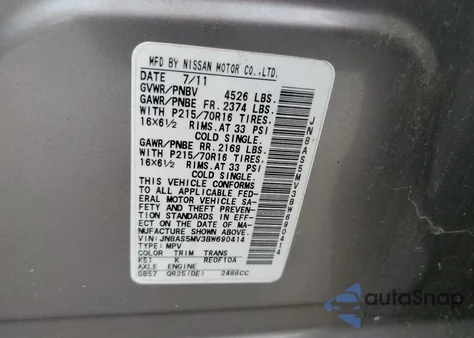 MFD BY NISSAN MOTOR CO.,LTD.
DATE 7/11
GVWR/PNBV 4526 LBS.
GAWR/PNBE FR. 2374 LBS.
WITH P215/70R16 TIRES,
16X6½ RIMS,AT 33 PSI
COLD SINGLE.
GAWR/PNBE RR. 2169 LBS.
WITH P215/70R16 TIRES,
16X6½ RIMS,AT 33 PSI
COLD SINGLE.
THIS VEHICLE CONFORMS
TO ALL APPLICABLE FED-
ERAL MOTOR VEHICLE SA-
FETY AND THEFT PREVEN-
TION STANDARDS IN EFF-
ECT ON THE DATE OF MA-
NUFACTURE SHOWN ABOVE.
VIN:JN8AS5MV3BW690414
TYPE: MPV
COLOR TRIM TRANS
K51 K RE0F10A
AXLE ENGINE
GB57 QR25(DE) 2488CC
JN8AS5MV3BW690414
autoSnap